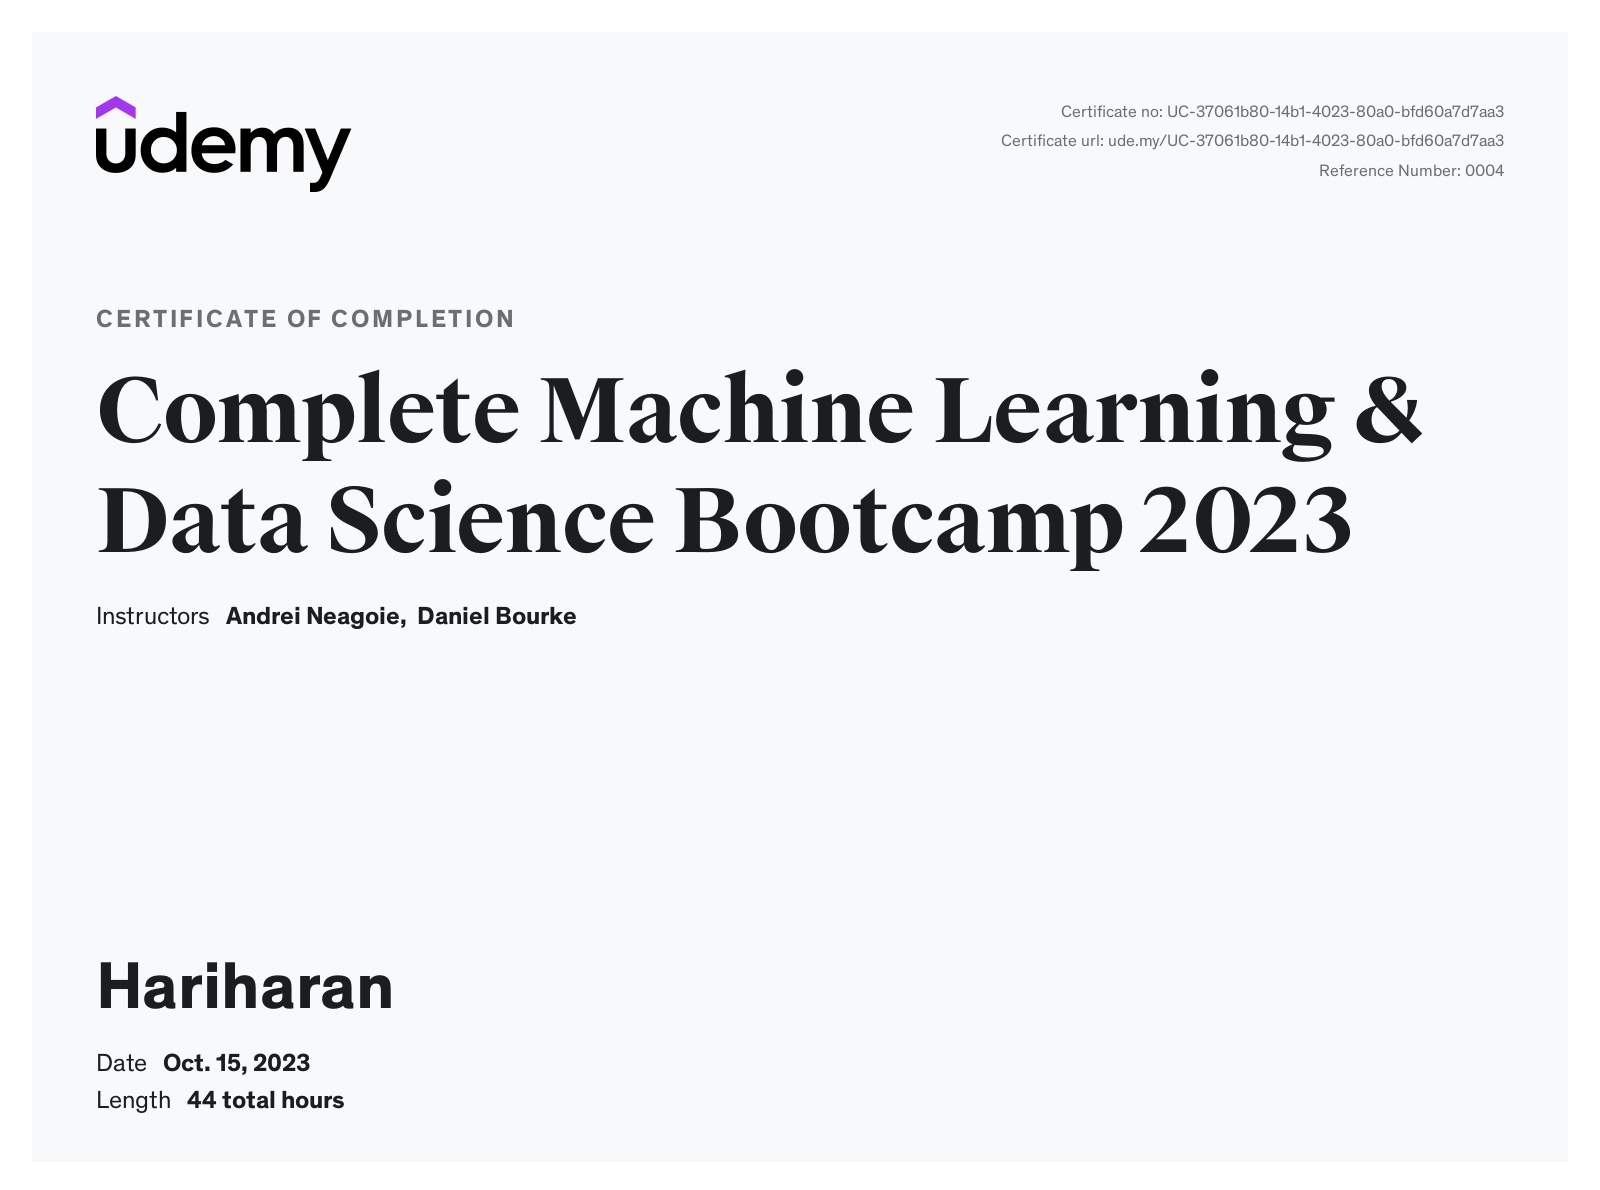 udemy
Certificate no: UC-37061b80-14b1-4023-80a0-bfd60a7d7aa3
Certificate url: ude.my/UC-37061b80-14b1-4023-80a0-bfd60a7d7aa3
Reference Number: 0004
CERTIFICATE OF COMPLETION
Complete Machine Learning &
Data Science Bootcamp 2023
Instructors Andrei Neagoie, Daniel Bourke
Hariharan
Date Oct. 15, 2023
Length 44 total hours